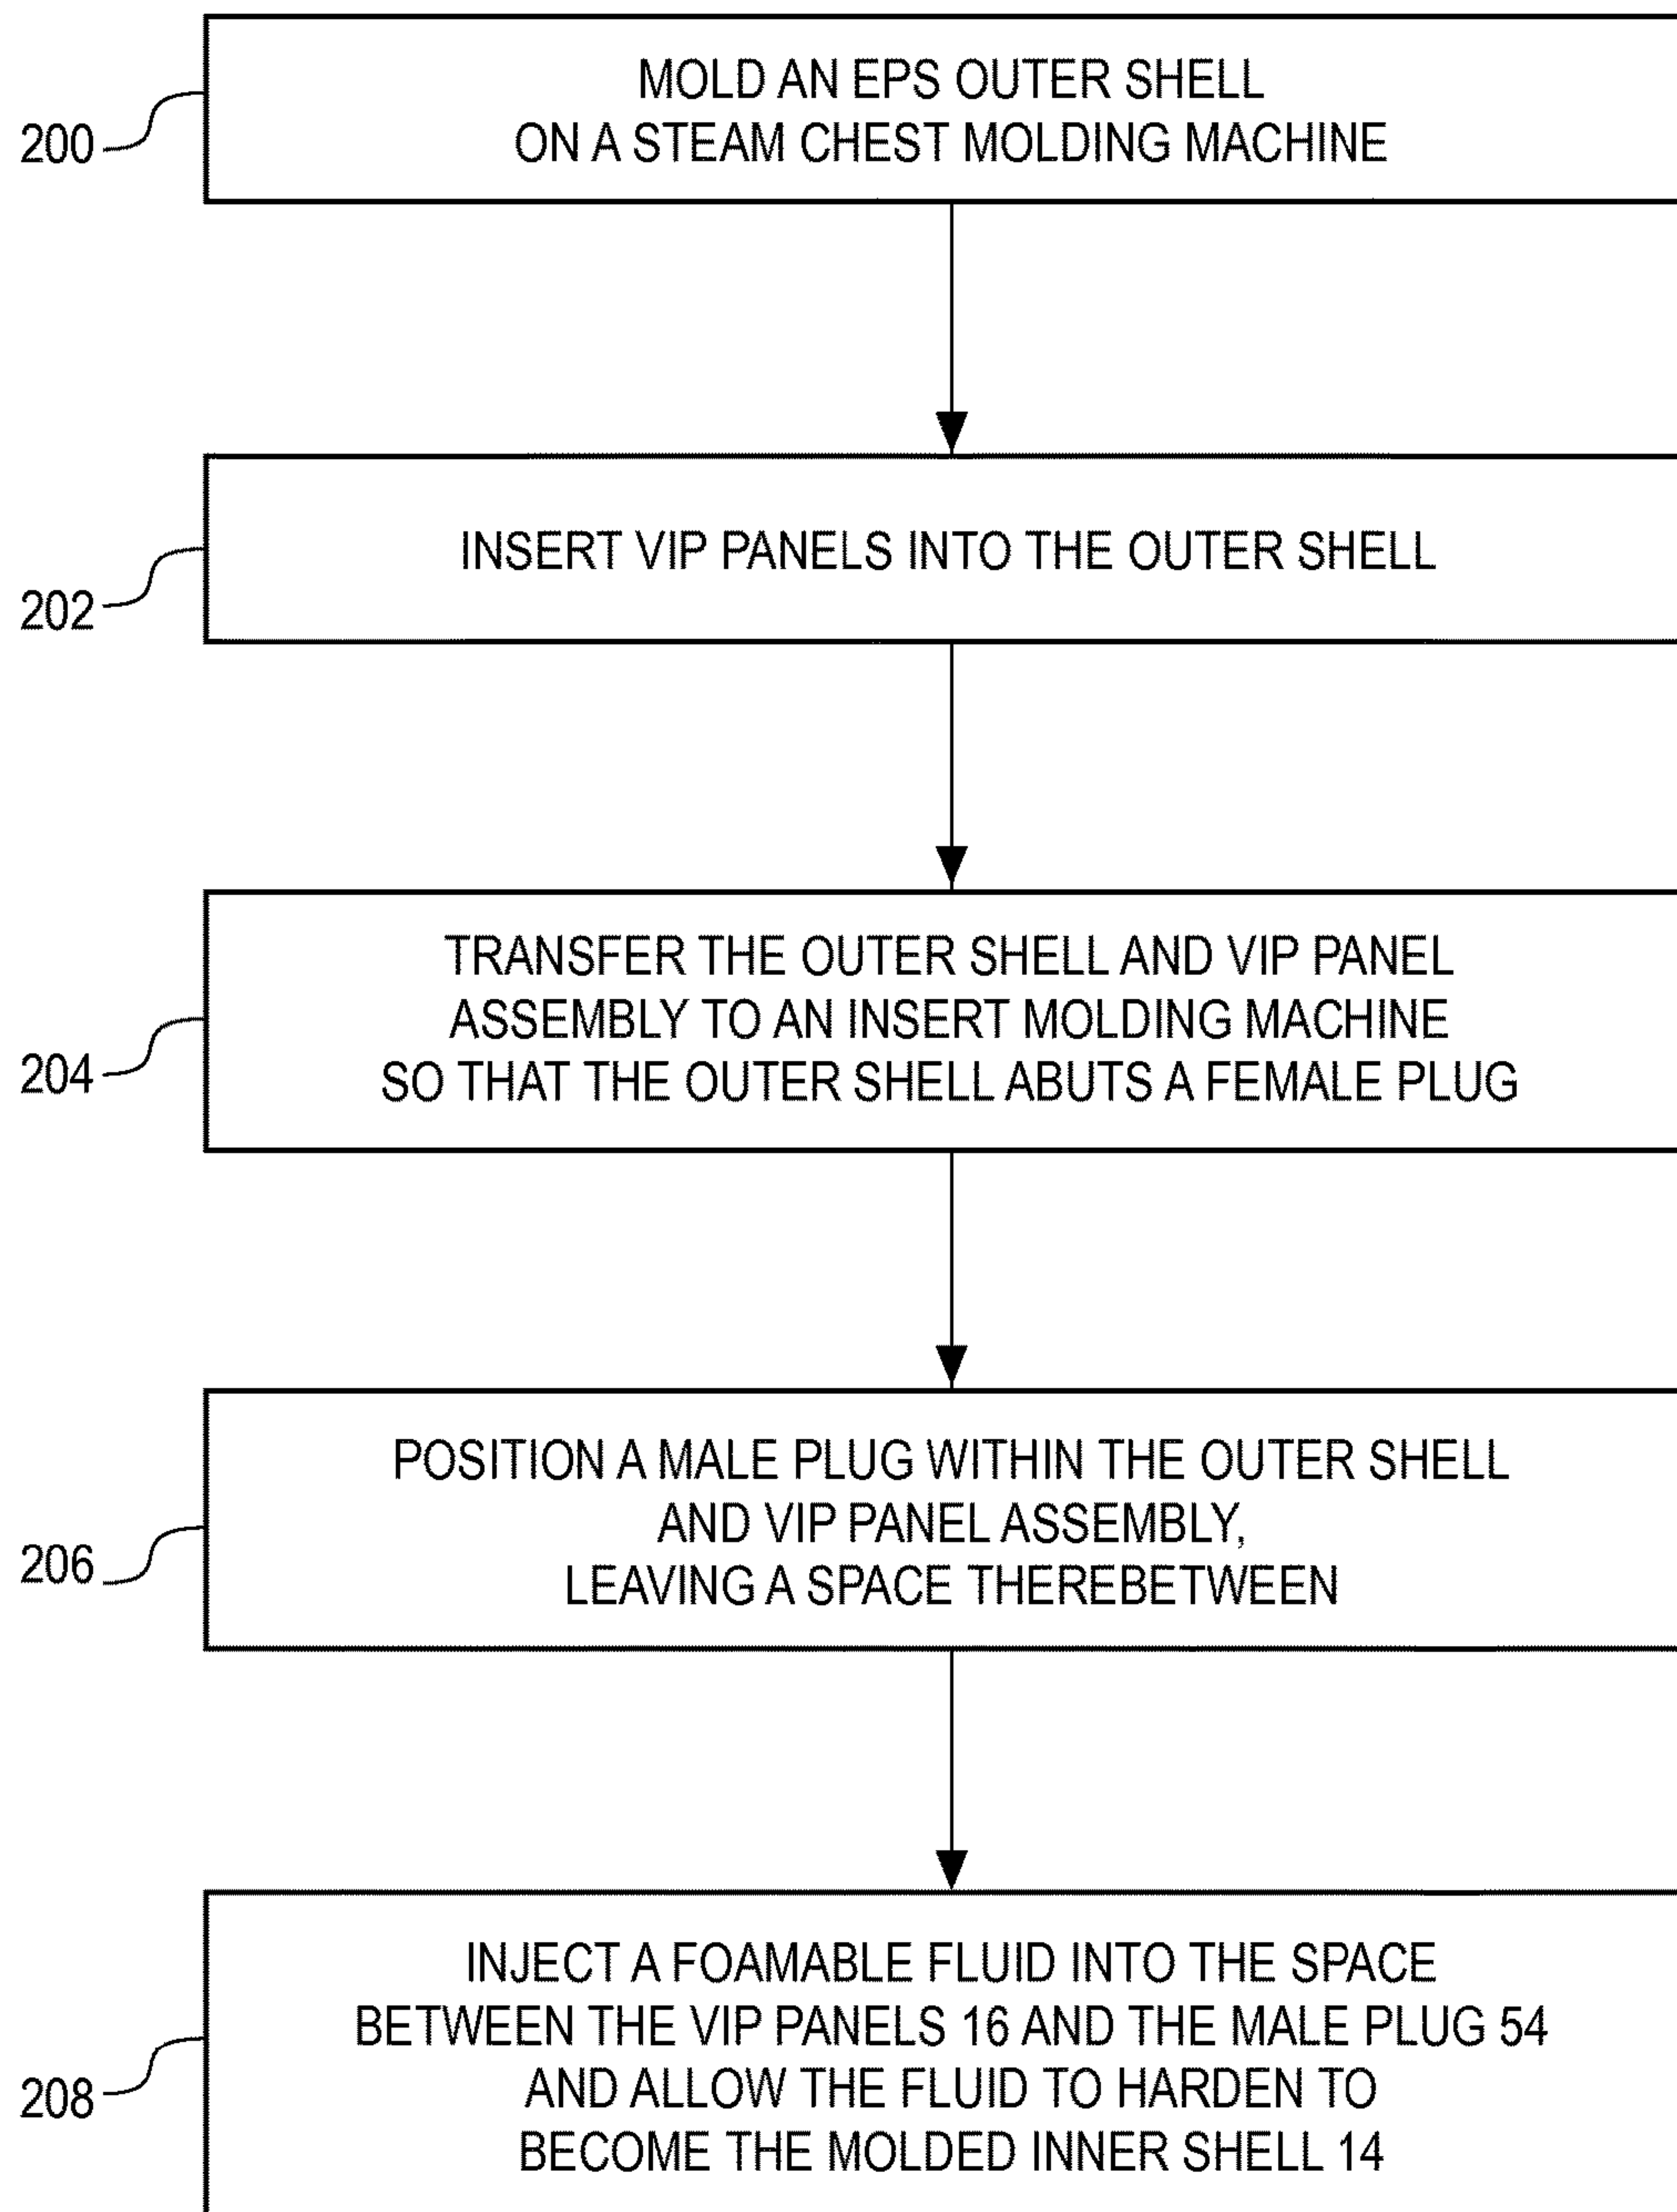 MOLD AN EPS OUTER SHELL
ON A STEAM CHEST MOLDING MACHINE
200
INSERT VIP PANELS INTO THE OUTER SHELL
202
TRANSFER THE OUTER SHELL AND VIP PANEL
ASSEMBLY TO AN INSERT MOLDING MACHINE
SO THAT THE OUTER SHELL ABUTS A FEMALE PLUG
204
POSITION A MALE PLUG WITHIN THE OUTER SHELL
AND VIP PANEL ASSEMBLY,
LEAVING A SPACE THEREBETWEEN
206
INJECT A FOAMABLE FLUID INTO THE SPACE
BETWEEN THE VIP PANELS 16 AND THE MALE PLUG 54
AND ALLOW THE FLUID TO HARDEN TO
BECOME THE MOLDED INNER SHELL 14
208